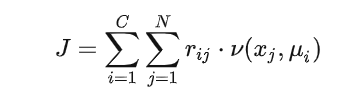 J = \sum_{i=1}^{C} \sum_{j=1}^{N} r_{ij} \cdot \nu(x_j, \mu_i)